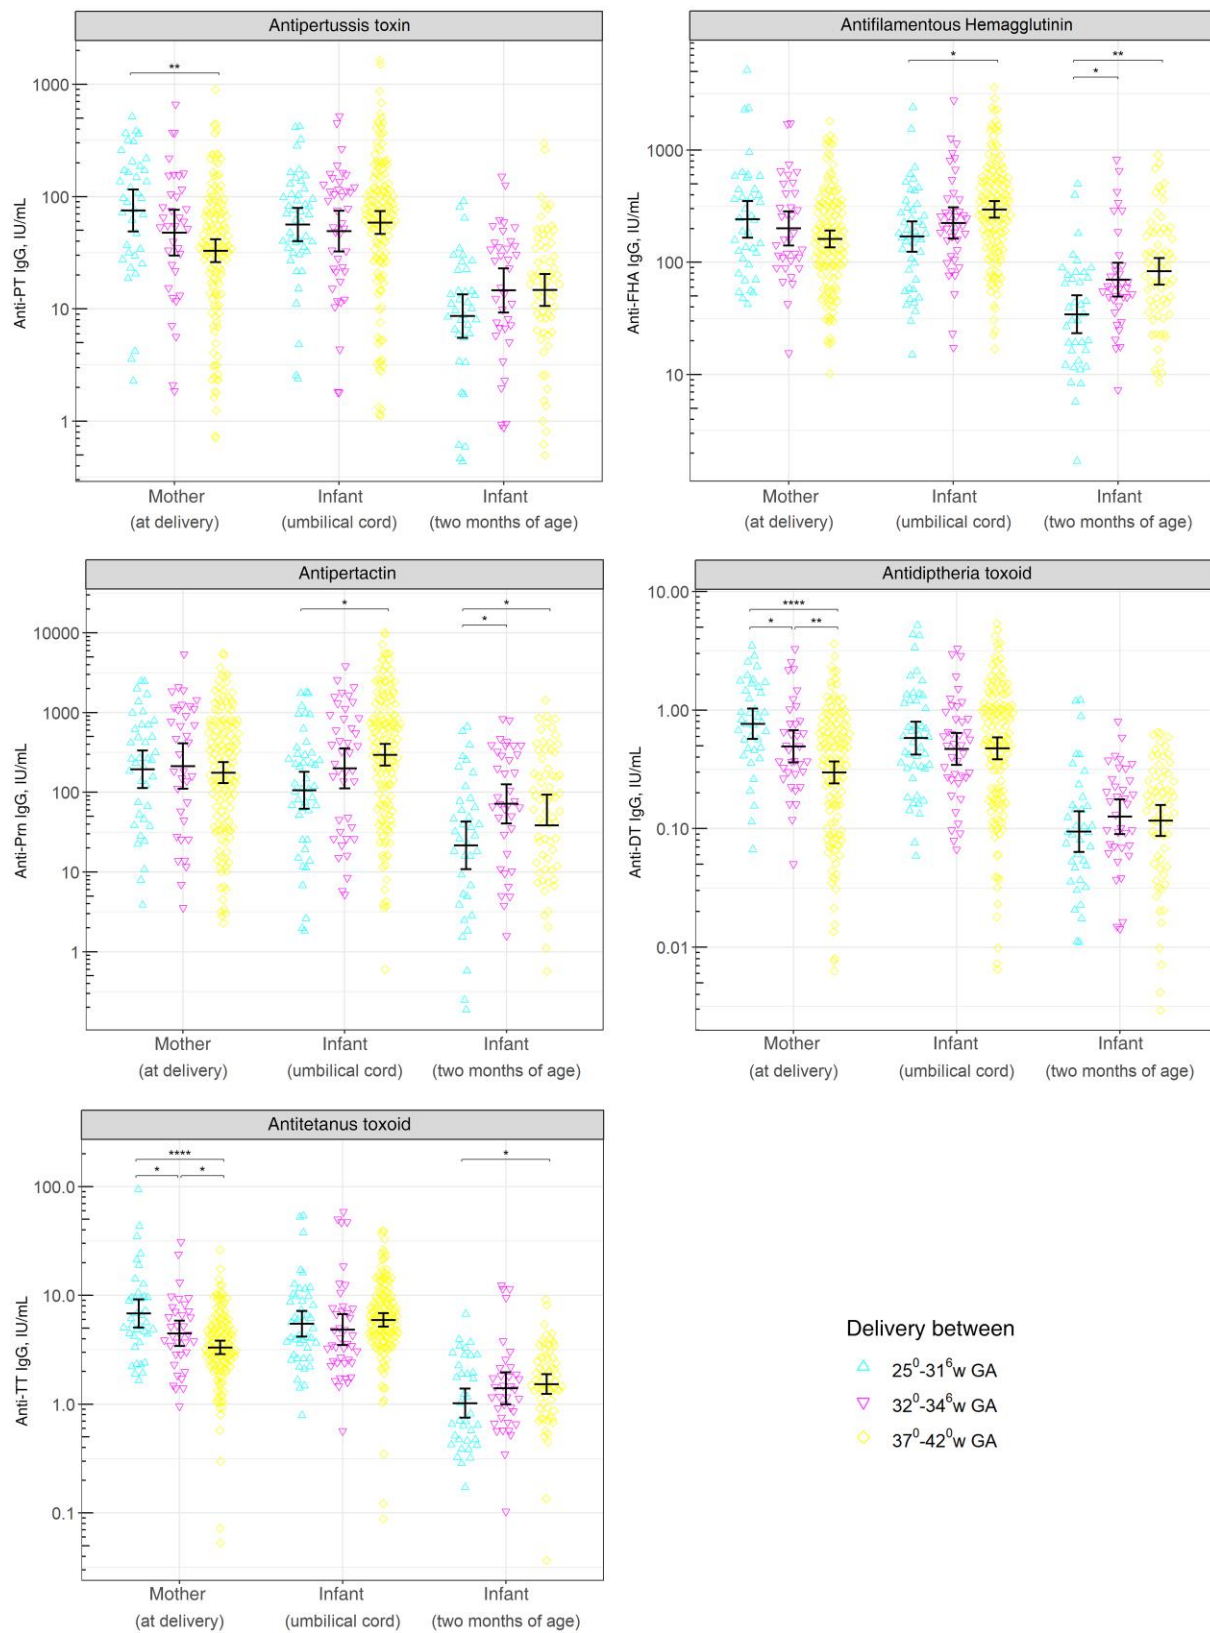 Antipertussis toxin
**
Anti-PT IgG, IU/mL
1000
100
10
1
Mother Infant Infant
(at delivery) (umbilical cord) (two months of age)
Antifilamentous Hemagglutinin
* **
*
Anti-FHA IgG, IU/mL
1000
100
10
Mother Infant Infant
(at delivery) (umbilical cord) (two months of age)
Antipertactin
* *
*
Anti-Prn IgG, IU/mL
10000
1000
100
10
1
Mother Infant Infant
(at delivery) (umbilical cord) (two months of age)
Antidiptheria toxoid
****
* **
Anti-DT IgG, IU/mL
10.00
1.00
0.10
0.01
Mother Infant Infant
(at delivery) (umbilical cord) (two months of age)
Antitetanus toxoid
**** *
* *
Anti-TT IgG, IU/mL
100.0
10.0
1.0
0.1
Mother Infant Infant
(at delivery) (umbilical cord) (two months of age)
Delivery between
25⁰-31⁶w GA
32⁰-34⁶w GA
37⁰-42⁰w GA